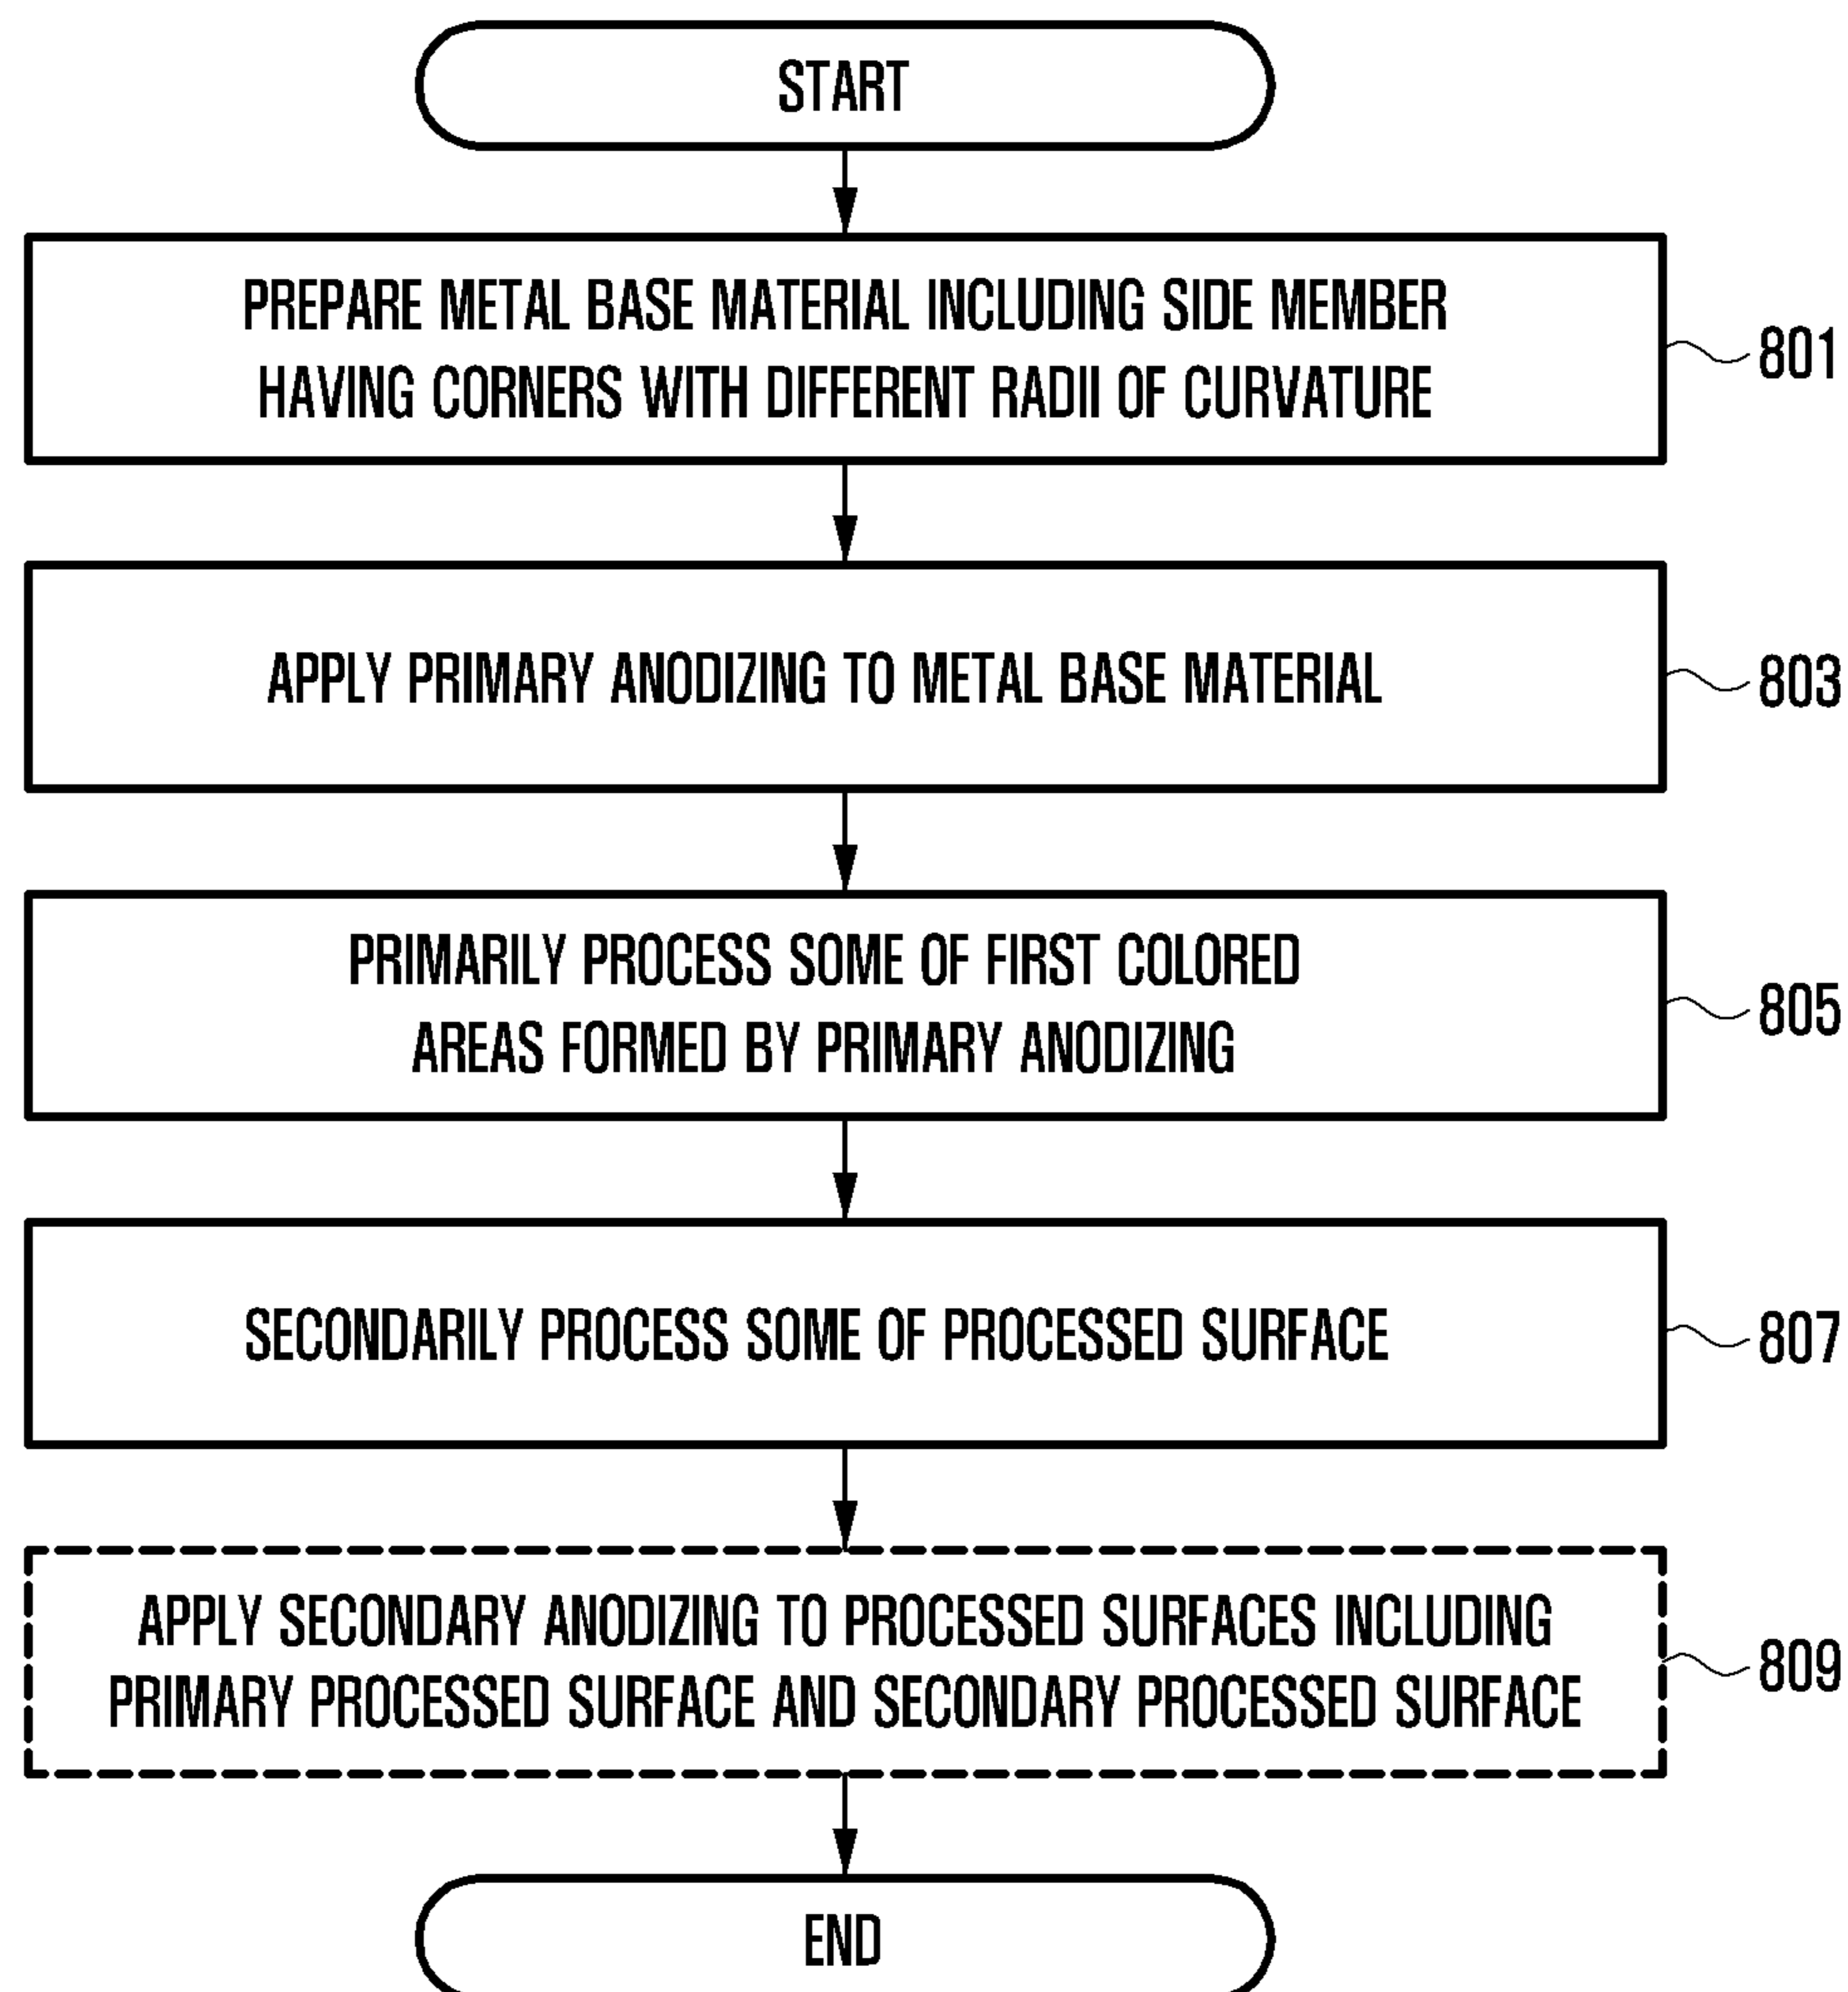 START
PREPARE METAL BASE MATERIAL INCLUDING SIDE MEMBER
HAVING CORNERS WITH DIFFERENT RADII OF CURVATURE
801
APPLY PRIMARY ANODIZING TO METAL BASE MATERIAL
803
PRIMARILY PROCESS SOME OF FIRST COLORED
AREAS FORMED BY PRIMARY ANODIZING
805
SECONDARILY PROCESS SOME OF PROCESSED SURFACE
807
APPLY SECONDARY ANODIZING TO PROCESSED SURFACES INCLUDING
PRIMARY PROCESSED SURFACE AND SECONDARY PROCESSED SURFACE
809
END